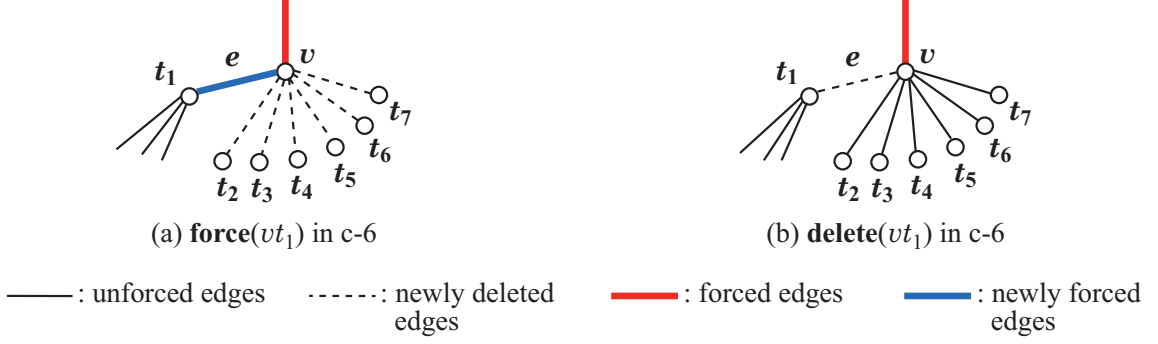 e v
t1
t7
t6
t5
t2 t3 t4
(a) force(vt1) in c-6
e v
t1
t7
t6
t5
t2 t3 t4
(b) delete(vt1) in c-6
: unforced edges
: newly deleted
edges
: forced edges
: newly forced
edges